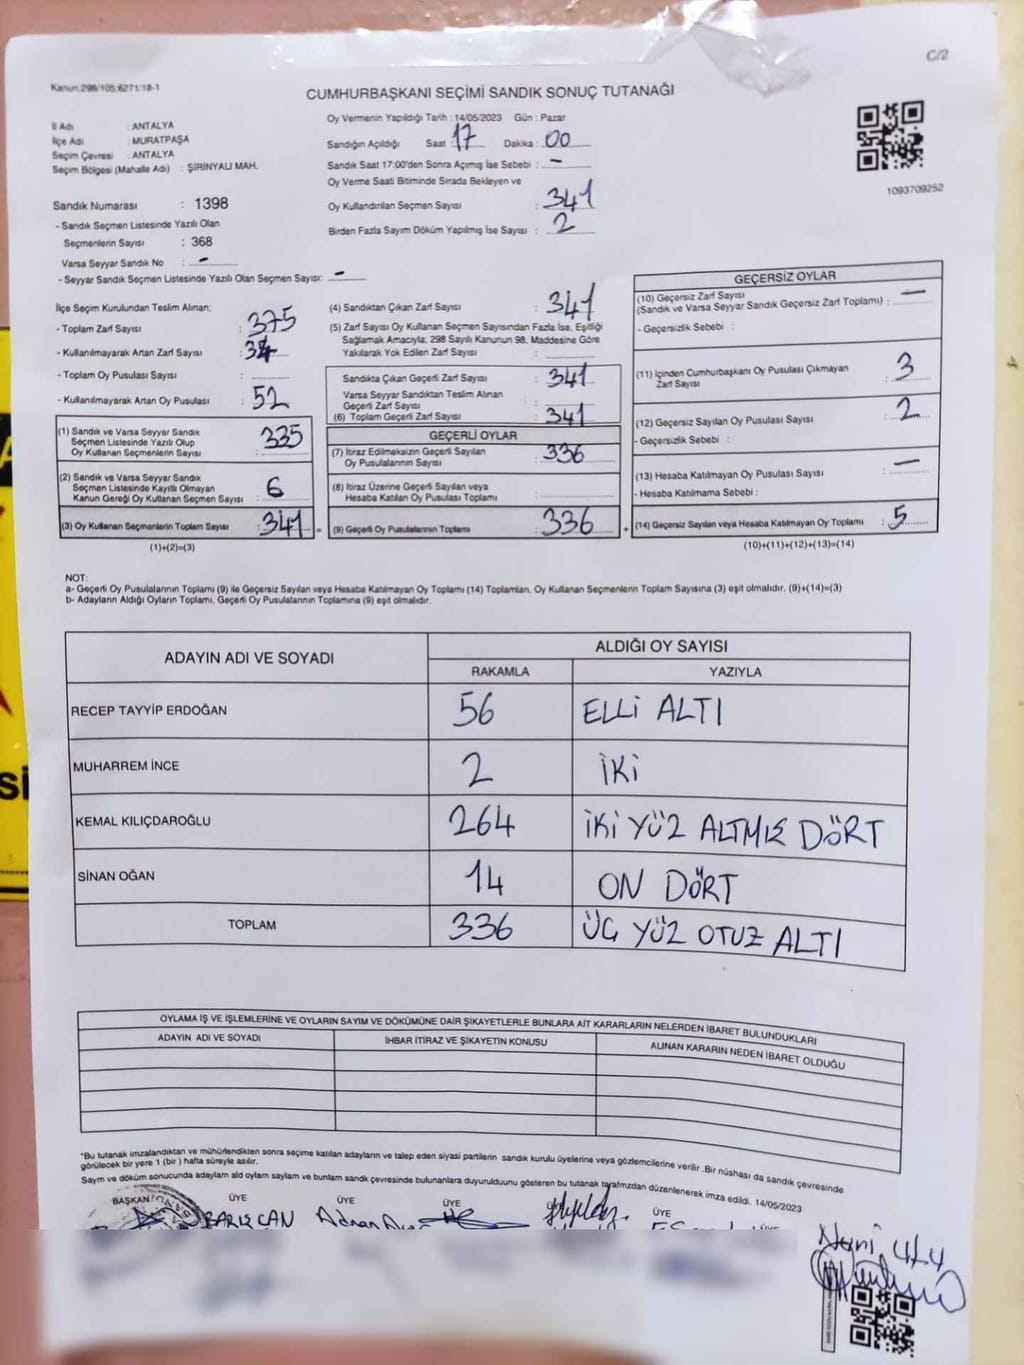 C/2
Kanun:298/105;6271/18-1
CUMHURBAŞKANI SEÇİMİ SANDIK SONUÇ TUTANAĞI
İl Adı : ANTALYA
İlçe Adı : MURATPAŞA
Seçim Çevresi : ANTALYA
Seçim Bölgesi (Mahalle Adı) : ŞİRİNYALI MAH.
Sandık Numarası : 1398
- Sandık Seçmen Listesinde Yazılı Olan
Seçmenlerin Sayısı : 368
Varsa Seyyar Sandık No : -
- Seyyar Sandık Seçmen Listesinde Yazılı Olan Seçmen Sayısı: -
Oy Vermenin Yapıldığı Tarih : 14/05/2023 Gün : Pazar
Sandığın Açıldığı Saat : 17 Dakika : 00
Sandık Saat 17:00'den Sonra Açımış İse Sebebi : -
Oy Verme Saati Bitiminde Sırada Bekleyen ve
Oy Kullandırılan Seçmen Sayısı : 341
Birden Fazla Sayım Döküm Yapılmış İse Sayısı : 2
1093709252
İlçe Seçim Kurulundan Teslim Alınan;
- Toplam Zarf Sayısı : 375
- Kullanılmayarak Artan Zarf Sayısı : 34
- Toplam Oy Pusulası Sayısı :
- Kullanılmayarak Artan Oy Pusulası : 52
(1) Sandık ve Varsa Seyyar Sandık
Seçmen Listesinde Yazılı Olup
Oy Kullanan Seçmenlerin Sayısı : 335
(2) Sandık ve Varsa Seyyar Sandık
Seçmen Listesinde Kayıtlı Olmayan
Kanun Gereği Oy Kullanan Seçmen Sayısı : 6
(3) Oy Kullanan Seçmenlerin Toplam Sayısı : 341 =
(1)+(2)=(3)
(4) Sandıktan Çıkan Zarf Sayısı : 341
(5) Zarf Sayısı Oy Kullanan Seçmen Sayısından Fazla İse, Eşitliği
Sağlamak Amacıyla; 298 Sayılı Kanunun 98. Maddesine Göre
Yakılarak Yok Edilen Zarf Sayısı :
Sandıkta Çıkan Geçerli Zarf Sayısı : 341
Varsa Seyyar Sandıktan Teslim Alınan
Geçerli Zarf Sayısı :
(6) Toplam Geçerli Zarf Sayısı : 341
GEÇERLİ OYLAR
(7) İtiraz Edilmeksizin Geçerli Sayılan
Oy Pusulalarının Sayısı : 336
(8) İtiraz Üzerine Geçerli Sayılan veya
Hesaba Katılan Oy Pusulası Toplamı :
(9) Geçerli Oy Pusulalarının Toplamı : 336 +
GEÇERSİZ OYLAR
(10) Geçersiz Zarf Sayısı
(Sandık ve Varsa Seyyar Sandık Geçersiz Zarf Toplamı) : -
- Geçersizlik Sebebi :
(11) İçinden Cumhurbaşkanı Oy Pusulası Çıkmayan
Zarf Sayısı : 3
(12) Geçersiz Sayılan Oy Pusulası Sayısı : 2
- Geçersizlik Sebebi :
(13) Hesaba Katılmayan Oy Pusulası Sayısı : -
- Hesaba Katılmama Sebebi :
(14) Geçersiz Sayılan veya Hesaba Katılmayan Oy Toplamı : 5
(10)+(11)+(12)+(13)=(14)
NOT:
a- Geçerli Oy Pusulalarının Toplamı (9) ile Geçersiz Sayılan veya Hesaba Katılmayan Oy Toplamı (14) Toplamları, Oy Kullanan Seçmenlerin Toplam Sayısına (3) eşit olmalıdır. (9)+(14)=(3)
b- Adayların Aldığı Oyların Toplamı, Geçerli Oy Pusulalarının Toplamına (9) eşit olmalıdır.
ADAYIN ADI VE SOYADI ALDIĞI OY SAYISI
RAKAMLA YAZIYLA
RECEP TAYYİP ERDOĞAN 56 ELLİ ALTI
MUHARREM İNCE 2 İKİ
KEMAL KILIÇDAROĞLU 264 İKİ YÜZ ALTMIŞ DÖRT
SİNAN OĞAN 14 ON DÖRT
TOPLAM 336 ÜÇ YÜZ OTUZ ALTI
OYLAMA İŞ VE İŞLEMLERİNE VE OYLARIN SAYIM VE DÖKÜMÜNE DAİR ŞİKAYETLERLE BUNLARA AİT KARARLARIN NELERDEN İBARET BULUNDUKLARI
ADAYIN ADI VE SOYADI İHBAR İTİRAZ VE ŞİKAYETİN KONUSU ALINAN KARARIN NEDEN İBARET OLDUĞU
*Bu tutanak imzalandıktan ve mühürlendikten sonra seçime katılan adayların ve talep eden siyasi partilerin sandık kurulu üyelerine veya gözlemcilerine verilir .Bir nüshası da sandık çevresinde
görülecek bir yere 1 (bir ) hafta süreyle asılır.
Sayım ve döküm sonucunda adayların aldığı oyların sayısını ve bunların sandık çevresinde bulunanlara duyurulduğunu gösteren bu tutanak tarafımızdan düzenlenerek imza edildi. 14/05/2023
BAŞKAN ÜYE ÜYE ÜYE ÜYE ÜYE
BARIŞCAN Adnan